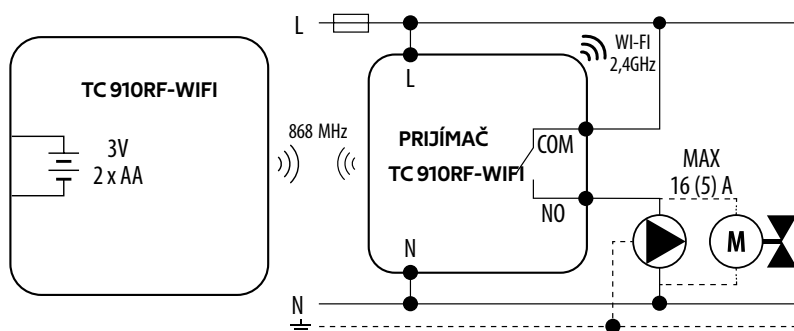 L
WI-FI
2,4GHz
TC 910RF-WIFI
L
868 MHz
3V
2 x AA
PRIJÍMAČ
TC 910RF-WIFI
COM
NO
MAX
16 (5) A
M
N
N